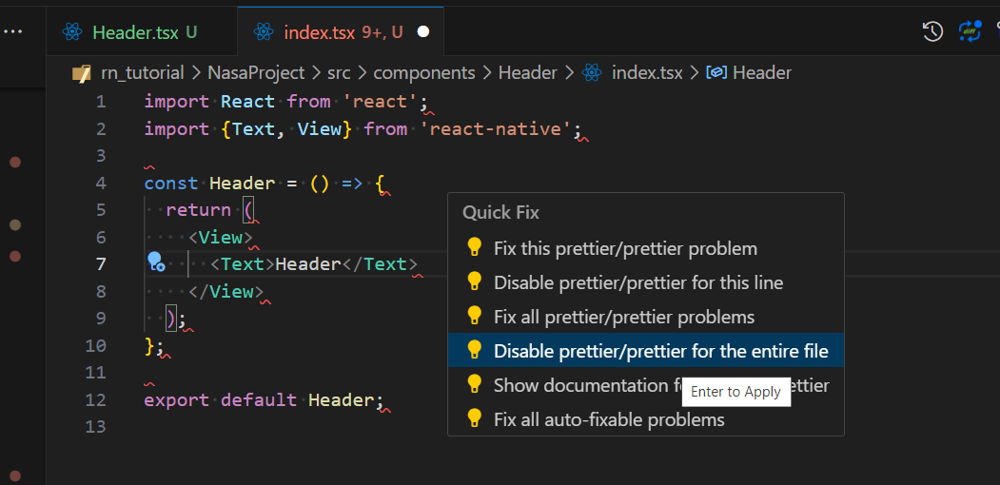 Header.tsx U
index.tsx 9+, U
diff
rn_tutorial > NasaProject > src > components > Header > index.tsx > Header
1 import React from 'react';
2 import {Text, View} from 'react-native';
3
4 const Header = () => {
5 return (
6 <View>
7 <Text>Header</Text>
8 </View>
9 );
10 };
11
12 export default Header;
13
Quick Fix
Fix this prettier/prettier problem
Disable prettier/prettier for this line
Fix all prettier/prettier problems
Disable prettier/prettier for the entire file
Show documentation
Enter to Apply
Fix all auto-fixable problems